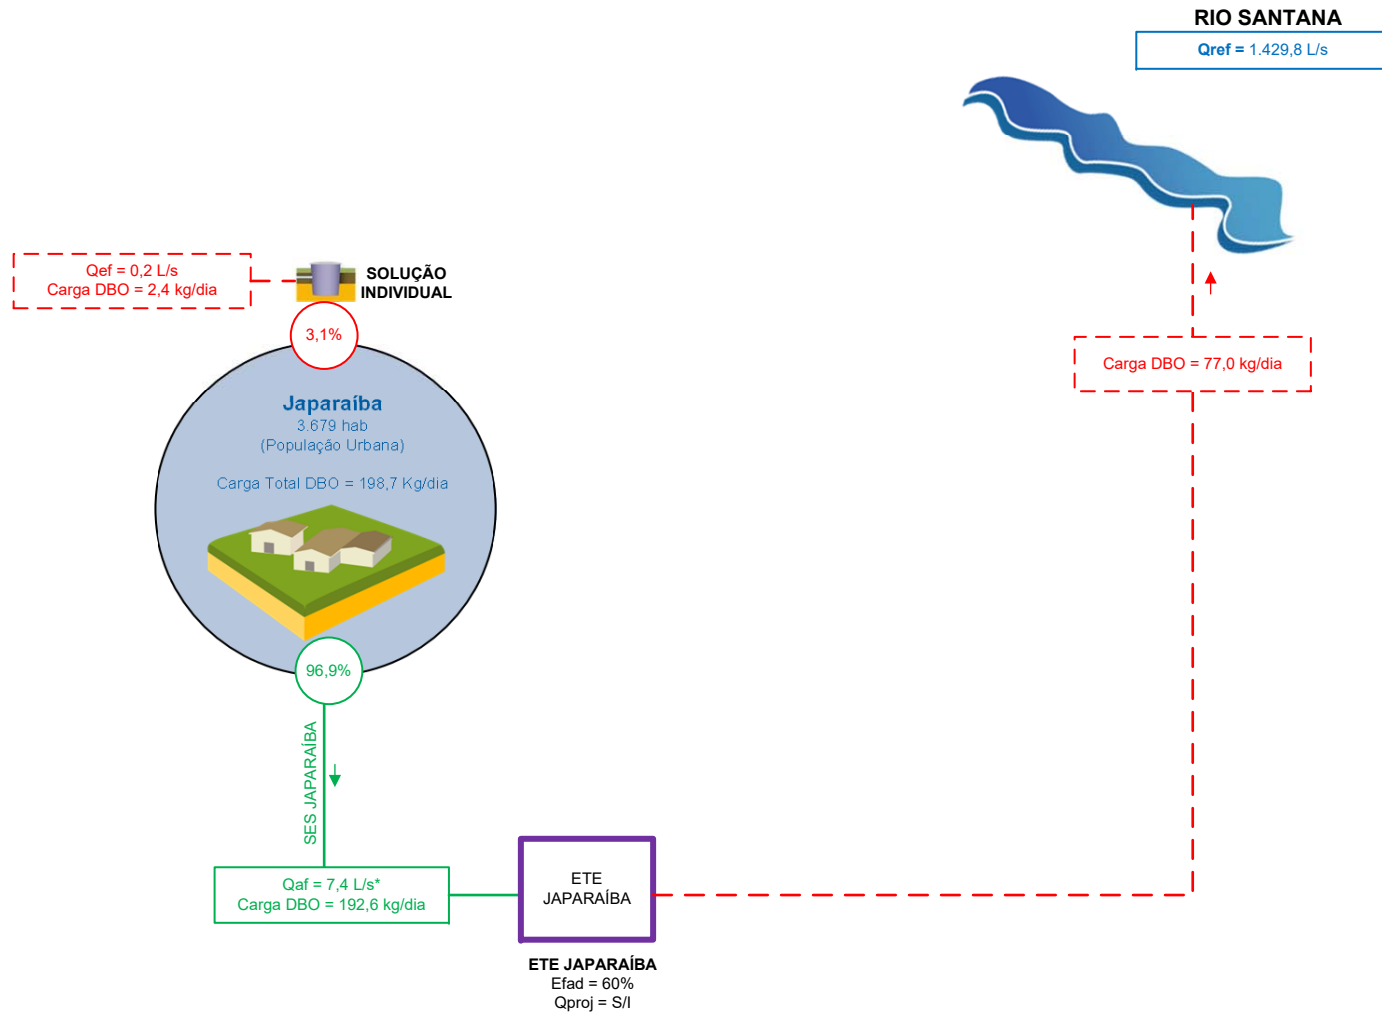 RIO SANTANA
Qref = 1.429,8 L/s
Qef = 0,2 L/s
Carga DBO = 2,4 kg/dia
SOLUÇÃO
INDIVIDUAL
3,1%
Carga DBO = 77,0 kg/dia
Japaraíba
3.679 hab
(População Urbana)
Carga Total DBO = 198,7 Kg/dia
96,9%
SES JAPARAÍBA
Qaf = 7,4 L/s*
Carga DBO = 192,6 kg/dia
ETE
JAPARAÍBA
ETE JAPARAÍBA
Efad = 60%
Qproj = S/I